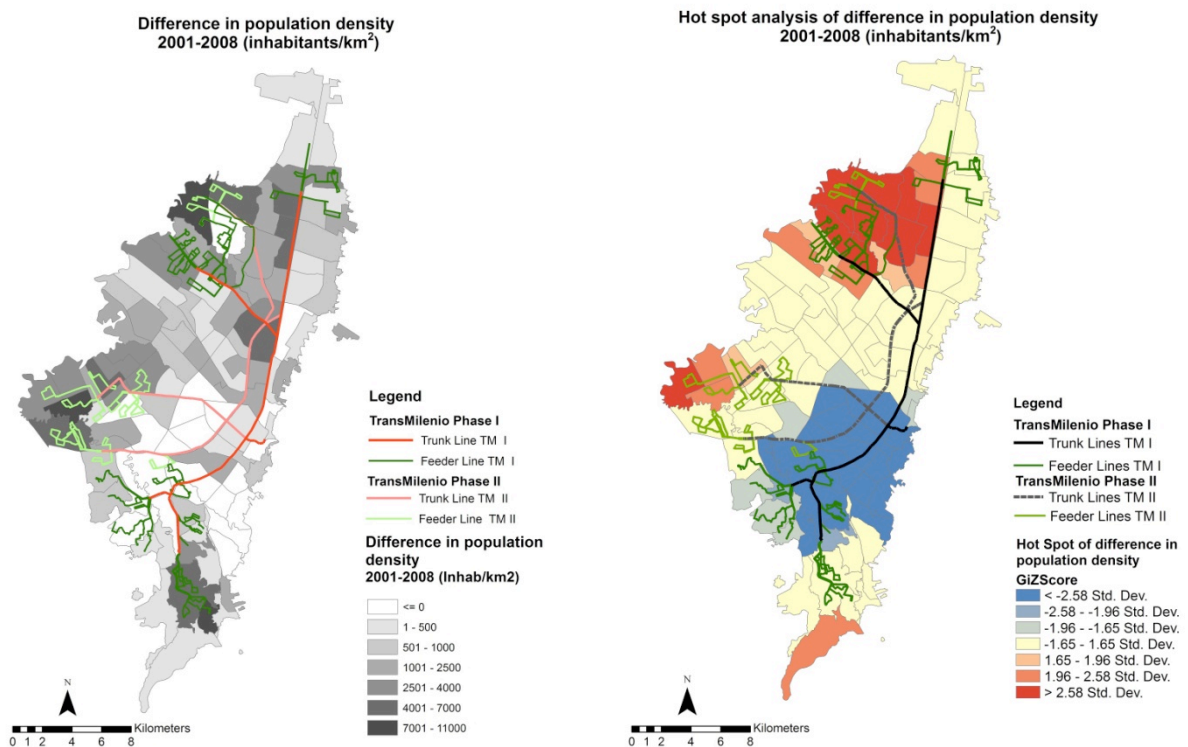 Difference in population density
2001-2008 (inhabitants/km²)
Legend
TransMilenio Phase I
Trunk Line TM I
Feeder Line TM I
TransMilenio Phase II
Trunk Line TM II
Feeder Line TM II
Difference in population
density
2001-2008 (Inhab/km2)
<= 0
1 - 500
501 - 1000
1001 - 2500
2501 - 4000
4001 - 7000
7001 - 11000
N
Kilometers
0 1 2 4 6 8
Hot spot analysis of difference in population density
2001-2008 (inhabitants/km²)
Legend
TransMilenio Phase I
Trunk Lines TM I
Feeder Lines TM I
TransMilenio Phase II
Trunk Lines TM II
Feeder Lines TM II
Hot Spot of difference in
population density
GiZScore
< -2.58 Std. Dev.
-2.58 - -1.96 Std. Dev.
-1.96 - -1.65 Std. Dev.
-1.65 - 1.65 Std. Dev.
1.65 - 1.96 Std. Dev.
1.96 - 2.58 Std. Dev.
> 2.58 Std. Dev.
N
Kilometers
0 1 2 4 6 8